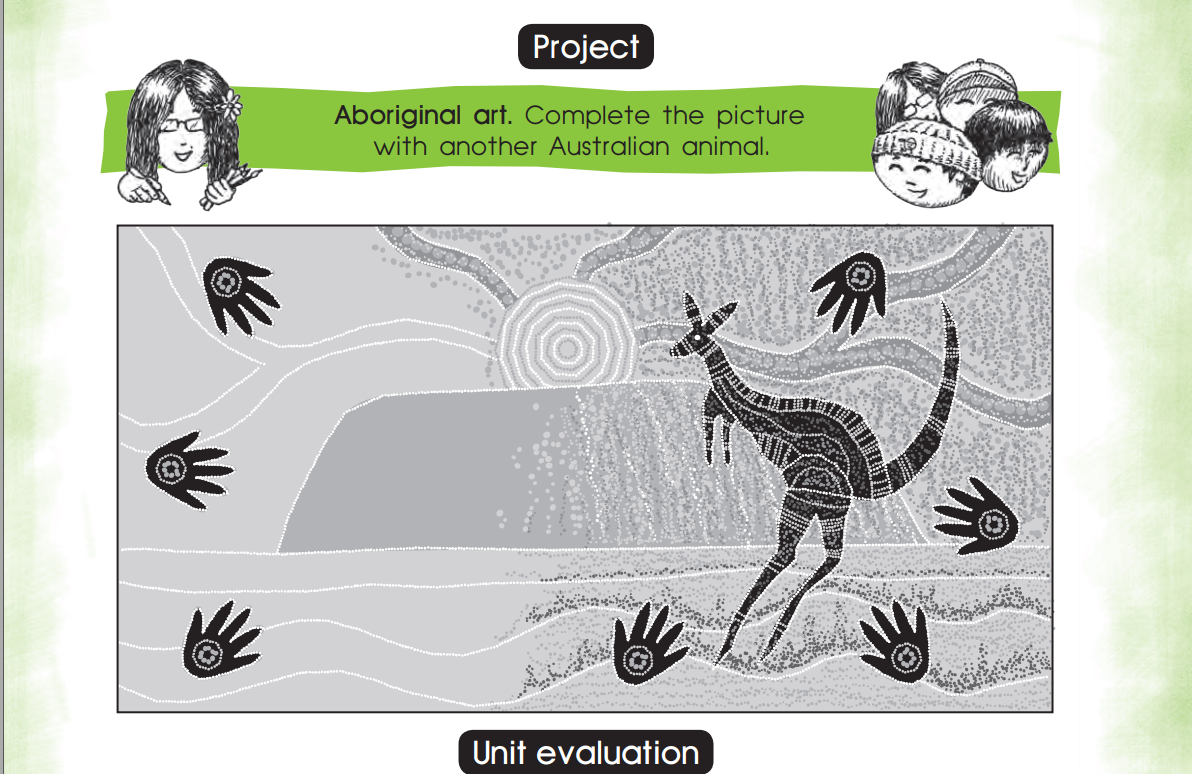 Project
Aboriginal art. Complete the picture
with another Australian animal.
Unit evaluation